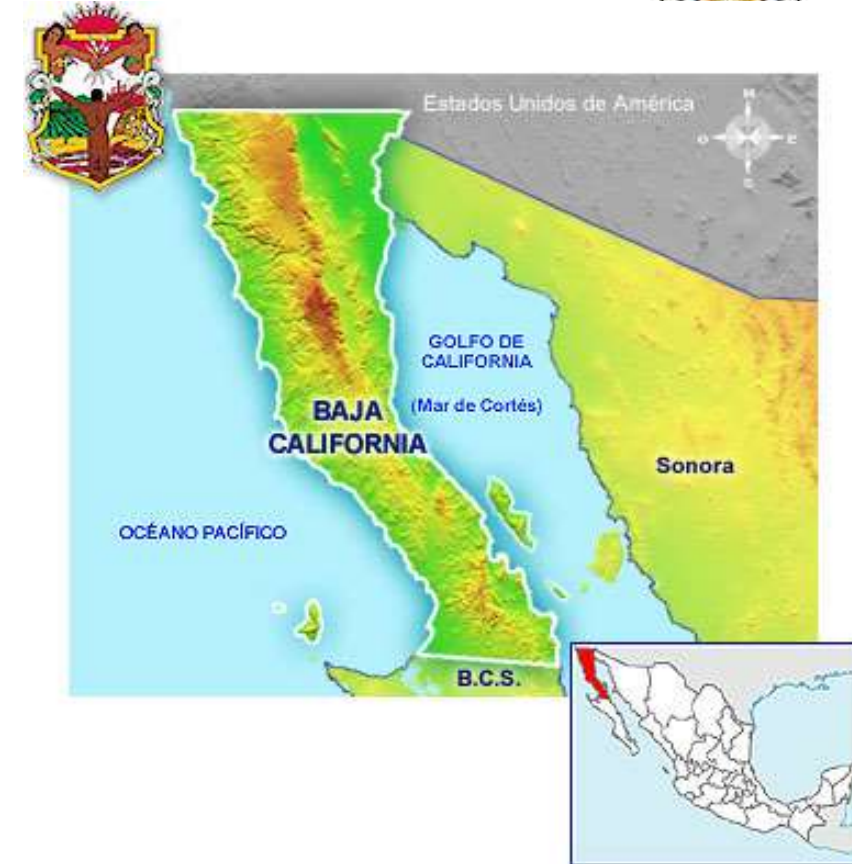 Estados Unidos de América
N
O
E
S
GOLFO DE
CALIFORNIA
(Mar de Cortés)
BAJA
CALIFORNIA
Sonora
OCÉANO PACÍFICO
B.C.S.